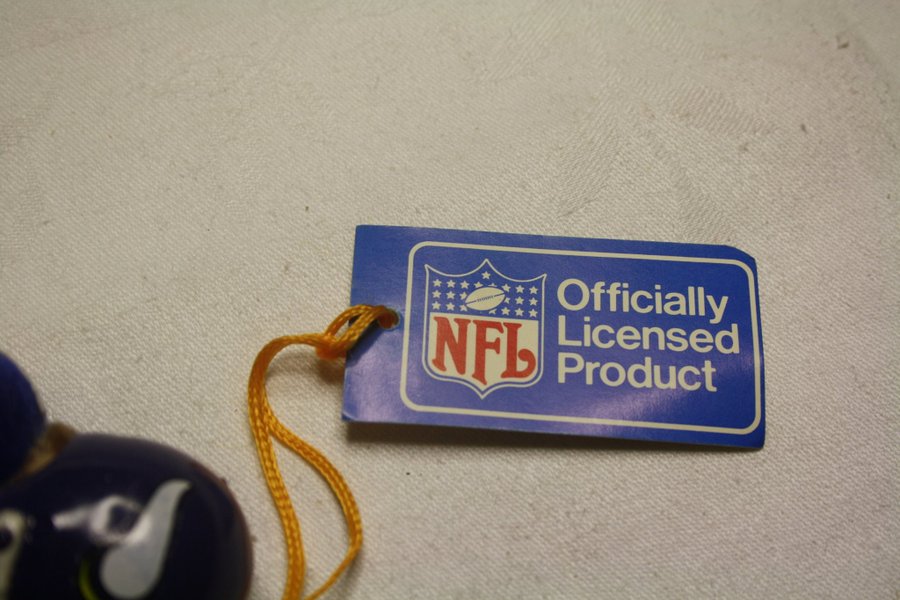 NFL
Officially
Licensed
Product